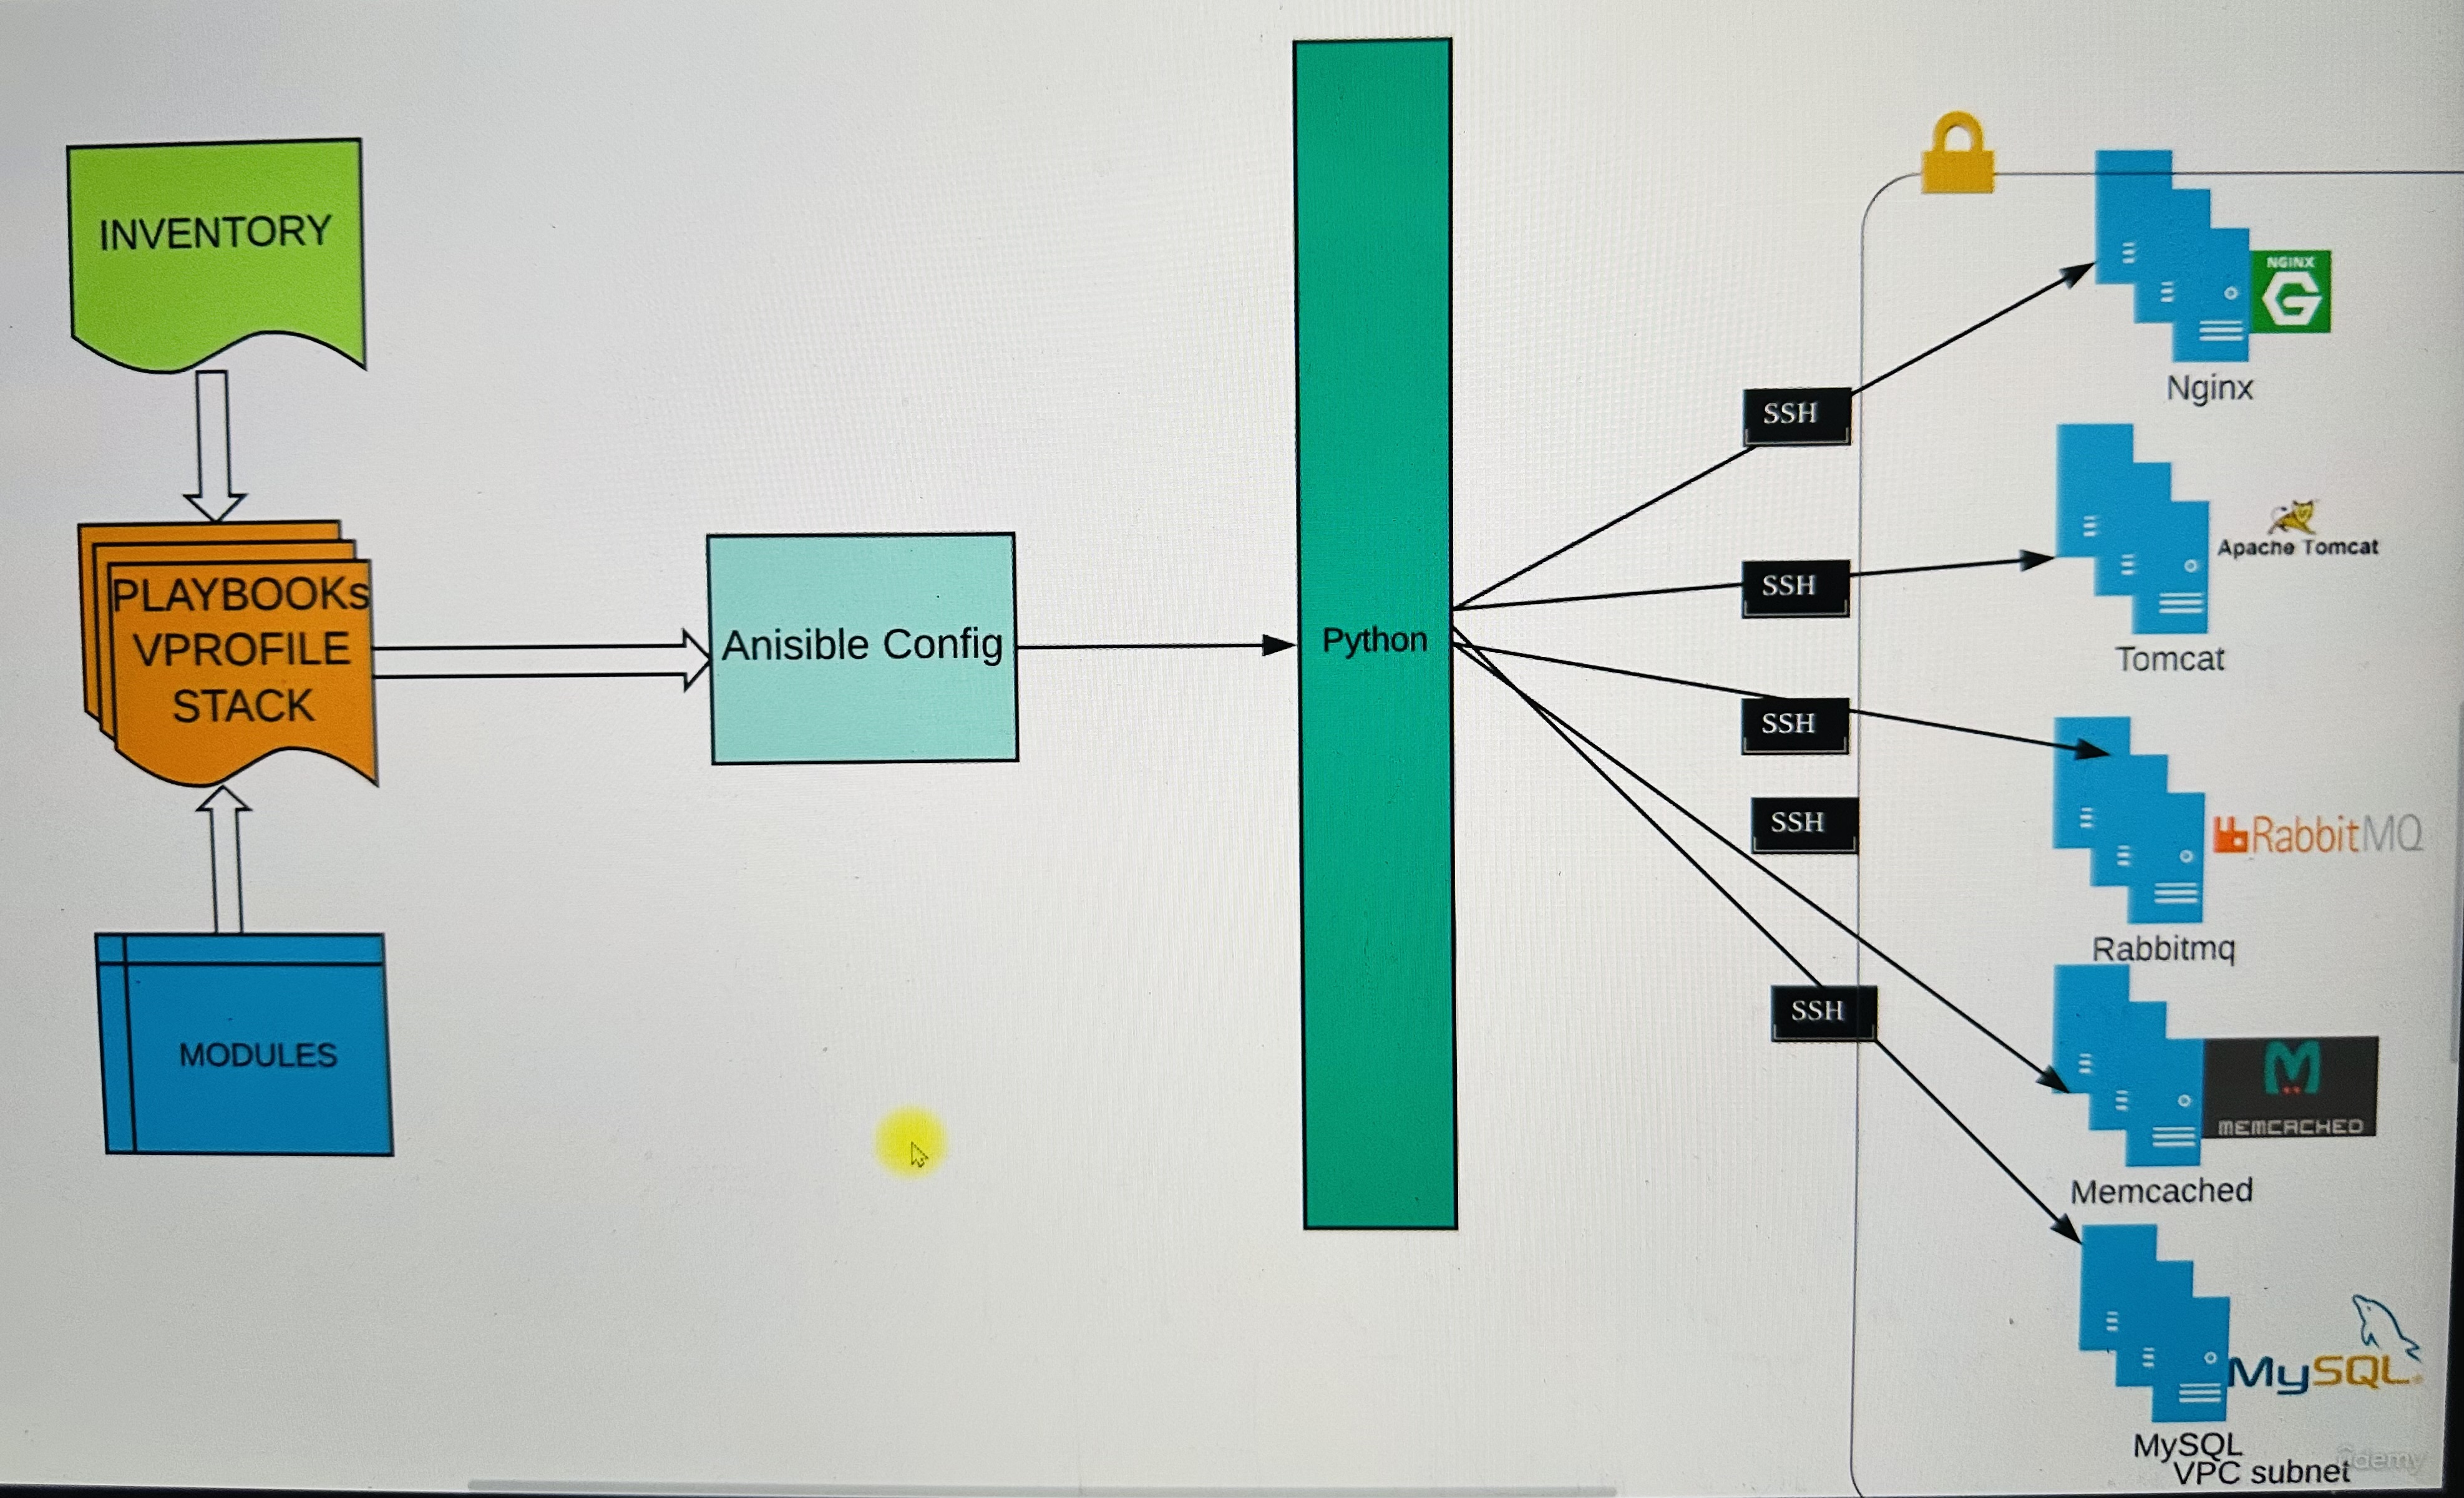 INVENTORY
PLAYBOOKs
VPROFILE
STACK
MODULES
Anisible Config
Python
SSH
SSH
SSH
SSH
SSH
NGINX
Nginx
Apache Tomcat
Tomcat
RabbitMQ
Rabbitmq
MEMCACHED
Memcached
MySQL
MySQL
VPC subnet
ûdemy